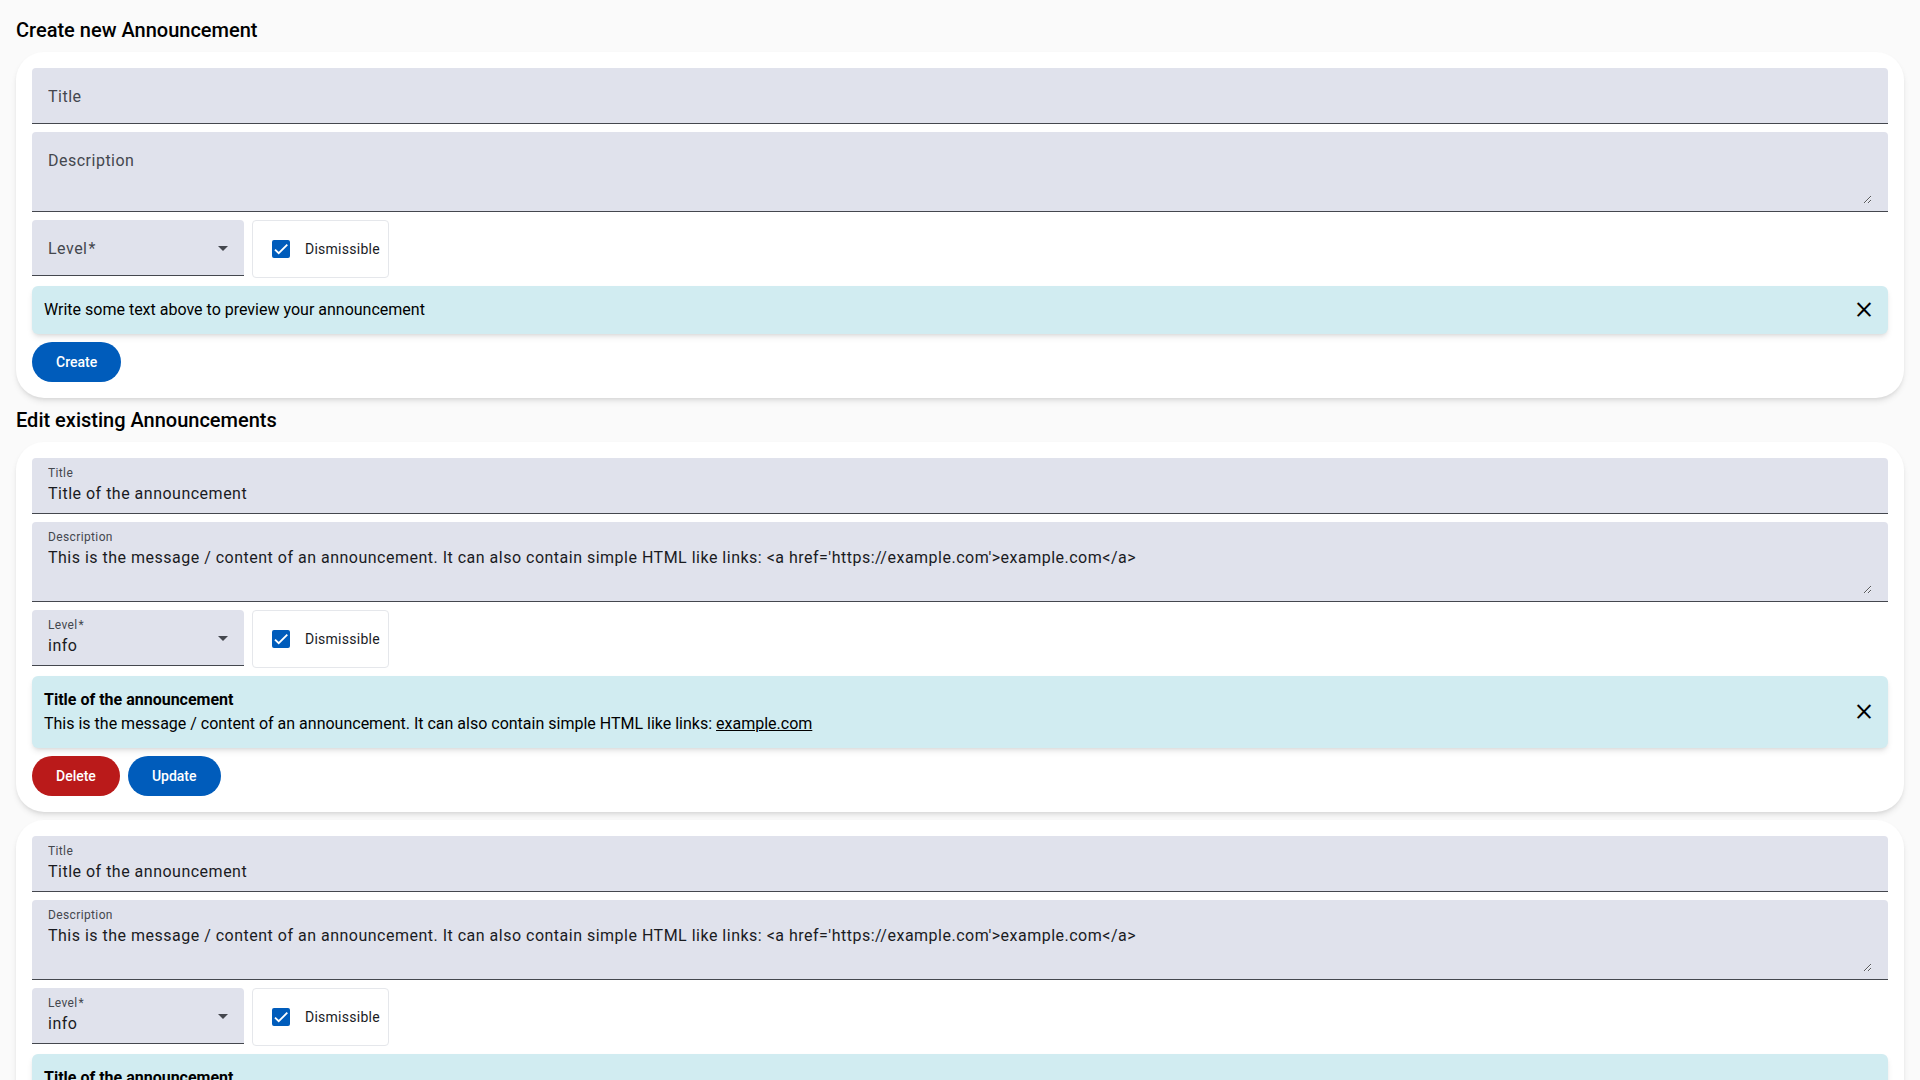 Create new Announcement
Title
Description
Level*
Dismissible
Write some text above to preview your announcement
Create
Edit existing Announcements
Title
Title of the announcement
Description
This is the message / content of an announcement. It can also contain simple HTML like links: <a href='https://example.com'>example.com</a>
Level*
info
Dismissible
Title of the announcement
This is the message / content of an announcement. It can also contain simple HTML like links: example.com
Delete Update
Title
Title of the announcement
Description
This is the message / content of an announcement. It can also contain simple HTML like links: <a href='https://example.com'>example.com</a>
Level*
info
Dismissible
Title of the announcement